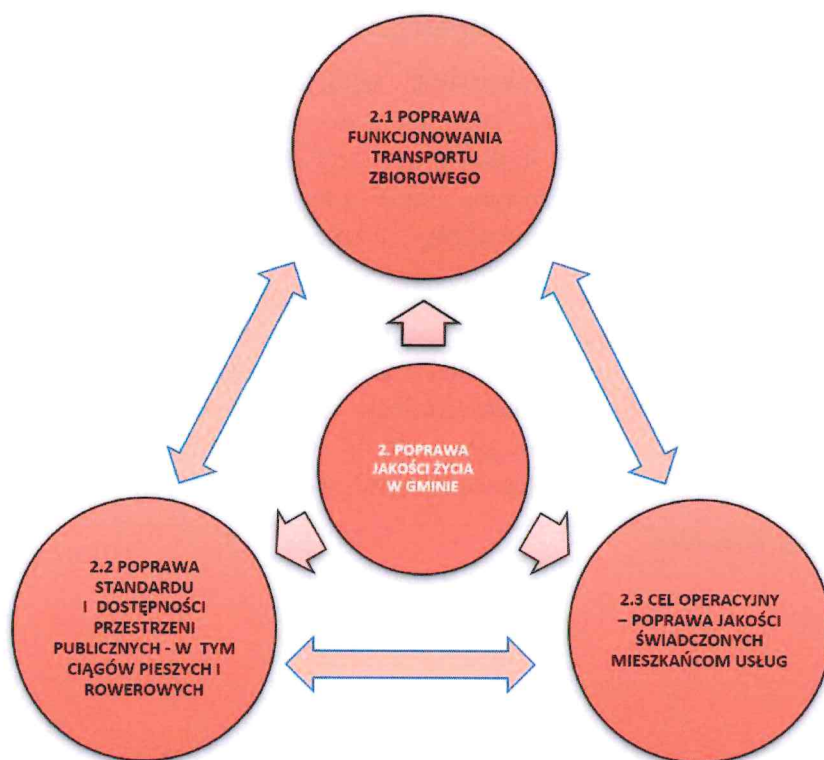 2.1 POPRAWA
FUNKCJONOWANIA
TRANSPORTU
ZBIOROWEGO
2. POPRAWA
JAKOŚCI ŻYCIA
W GMINIE
2.2 POPRAWA
STANDARDU
I DOSTĘPNOŚCI
PRZESTRZENI
PUBLICZNYCH - W TYM
CIĄGÓW PIESZYCH I
ROWEROWYCH
2.3 CEL OPERACYJNY
– POPRAWA JAKOŚCI
ŚWIADCZONYCH
MIESZKAŃCOM USŁUG